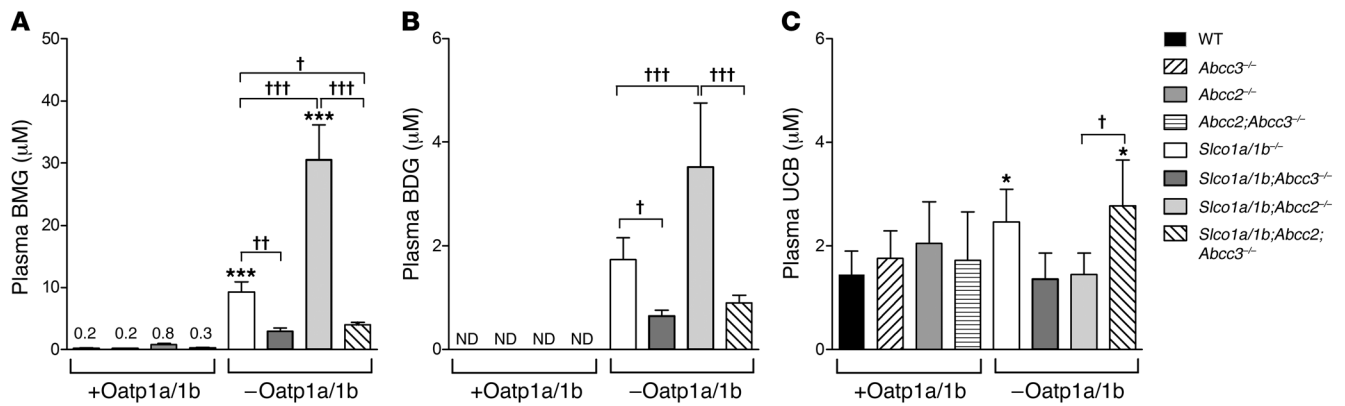 A
Plasma BMG (μM)
50
40
30
20
10
0
0.2 0.2 0.8 0.3
***
††
†††
***
†††
†
+Oatp1a/1b
−Oatp1a/1b
B
Plasma BDG (μM)
6
4
2
0
ND ND ND ND
†
†††
†††
+Oatp1a/1b
−Oatp1a/1b
C
Plasma UCB (μM)
6
4
2
0
*
†
*
+Oatp1a/1b
−Oatp1a/1b
WT
Abcc3–/–
Abcc2–/–
Abcc2;Abcc3–/–
Slco1a/1b–/–
Slco1a/1b;Abcc3–/–
Slco1a/1b;Abcc2–/–
Slco1a/1b;Abcc2;
Abcc3–/–